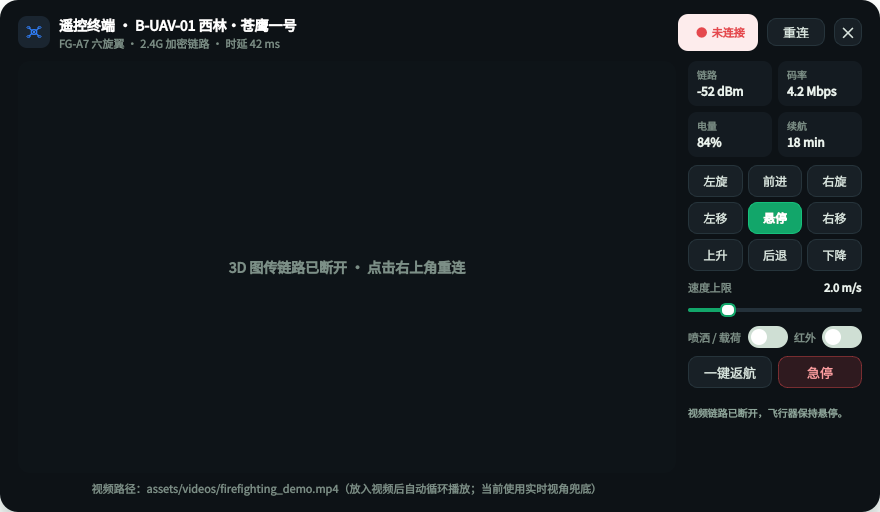 遥控终端 · B-UAV-01 西林·苍鹰一号
FG-A7 六旋翼 · 2.4G 加密链路 · 时延 42 ms
未连接
重连
链路
-52 dBm
码率
4.2 Mbps
电量
84%
续航
18 min
左旋
前进
右旋
左移
悬停
右移
上升
后退
下降
3D 图传链路已断开 · 点击右上角重连
速度上限
2.0 m/s
喷洒 / 载荷
红外
一键返航
急停
视频链路已断开，飞行器保持悬停。
视频路径：assets/videos/firefighting_demo.mp4（放入视频后自动循环播放；当前使用实时视角兜底）